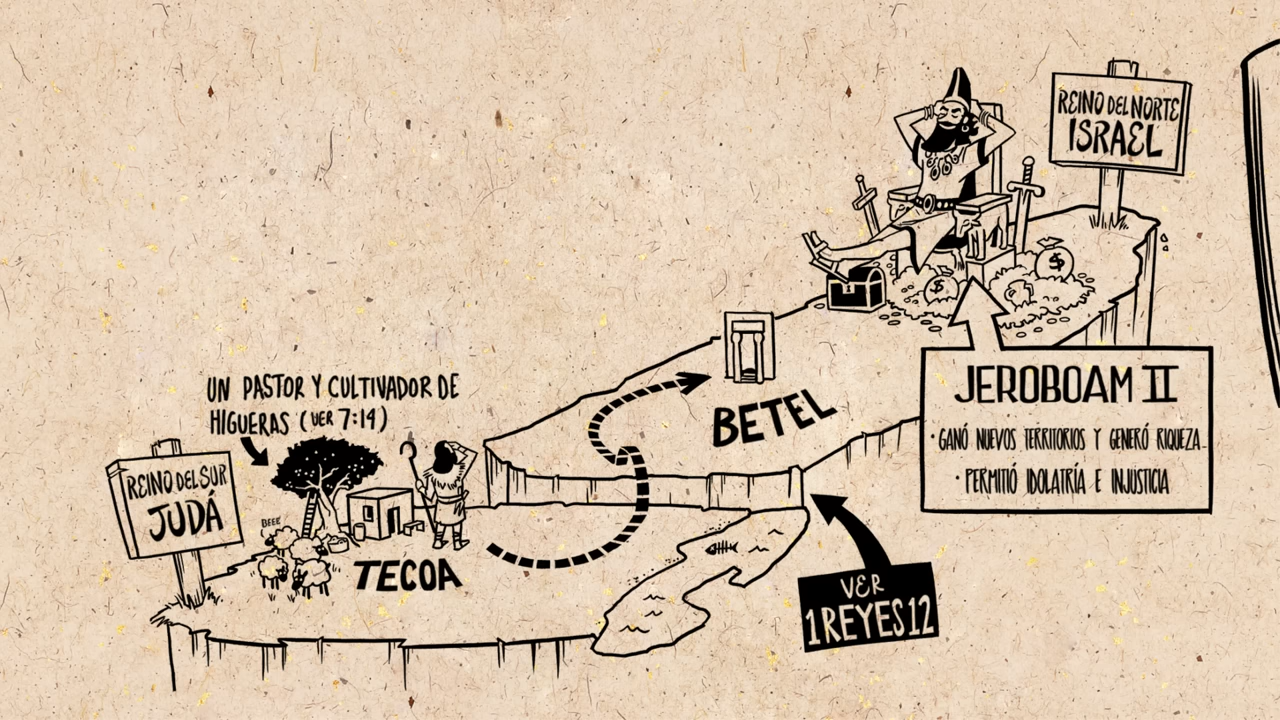 REINO DEL NORTE
ISRAEL
UN PASTOR Y CULTIVADOR DE
HIGUERAS (VER 7:14)
REINO DEL SUR
JUDÁ
BEEE
TECOA
BETEL
JEROBOAM II
· GANÓ NUEVOS TERRITORIOS Y GENERÓ RIQUEZA
· PERMITIÓ IDOLATRÍA E INJUSTICIA
VER
1 REYES 12
$
$